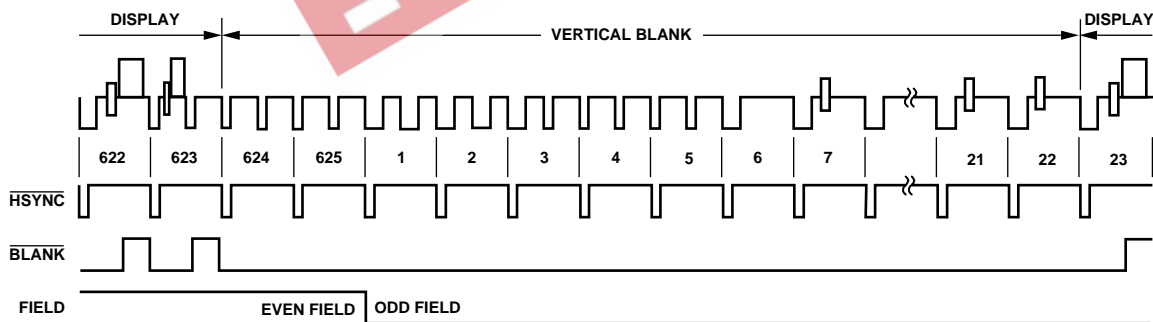 DISPLAY VERTICAL BLANK DISPLAY
622 623 624 625 1 2 3 4 5 6 7 21 22 23
HSYNC
BLANK
FIELD EVEN FIELD ODD FIELD